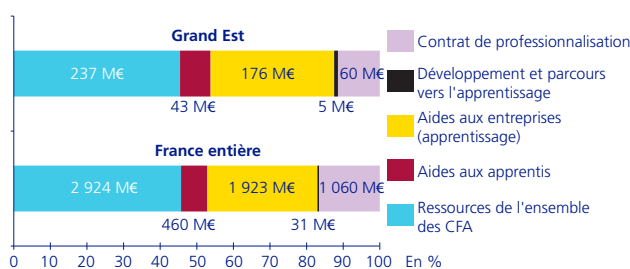 Grand Est
237 M€
176 M€
60 M€
43 M€
5 M€
France entière
2 924 M€
1 923 M€
1 060 M€
460 M€
31 M€
0 10 20 30 40 50 60 70 80 90 100 En %
Contrat de professionnalisation
Développement et parcours
vers l'apprentissage
Aides aux entreprises
(apprentissage)
Aides aux apprentis
Ressources de l'ensemble
des CFA